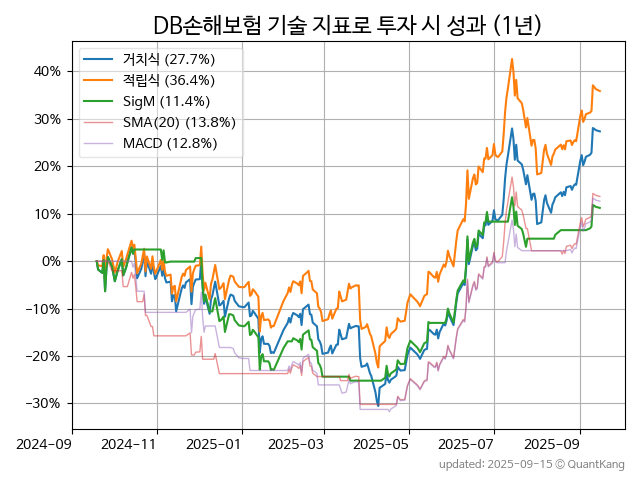 DB손해보험 기술 지표로 투자 시 성과 (1년)
거치식 (27.7%)
적립식 (36.4%)
SigM (11.4%)
SMA(20) (13.8%)
MACD (12.8%)
40%
30%
20%
10%
0%
−10%
−20%
−30%
2024-09 2024-11 2025-01 2025-03 2025-05 2025-07 2025-09
updated: 2025-09-15 ⓒ QuantKang